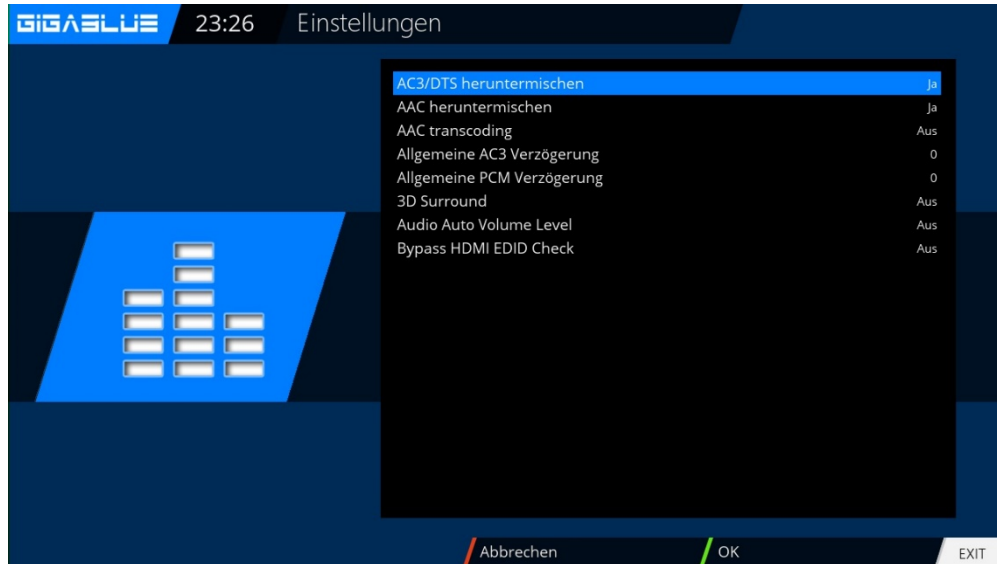 GIGABLUE 23:26 Einstellungen
AC3/DTS heruntermischen Ja
AAC heruntermischen Ja
AAC transcoding Aus
Allgemeine AC3 Verzögerung 0
Allgemeine PCM Verzögerung 0
3D Surround Aus
Audio Auto Volume Level Aus
Bypass HDMI EDID Check Aus
Abbrechen OK EXIT